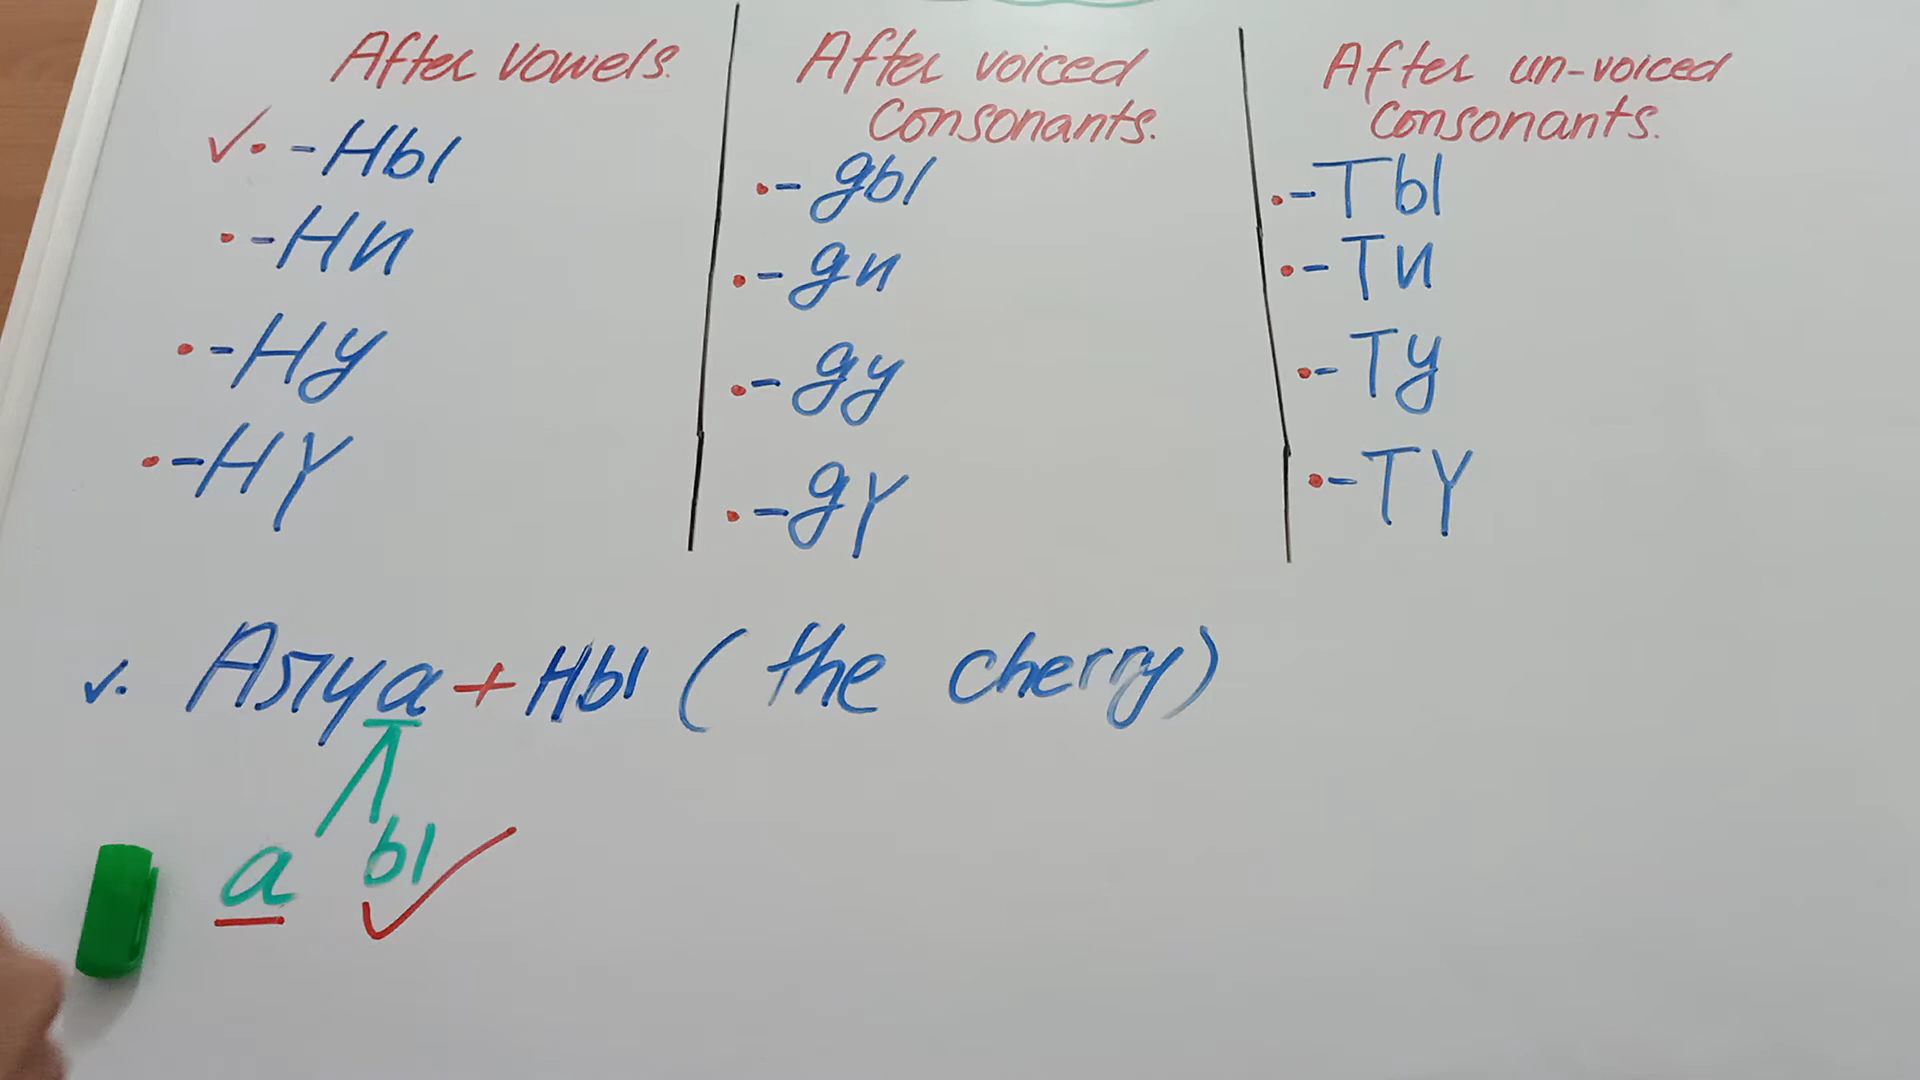 After vowels.
✓ • -Ны
• -Ни
• -Ну
• -НҮ
After voiced
consonants.
• -ды
• -ди
• -ду
• -дҮ
After un-voiced
consonants.
• -Ты
• -Ти
• -Ту
• -ТҮ
✓. Алча + Ны (the cherry)
а ы ✓